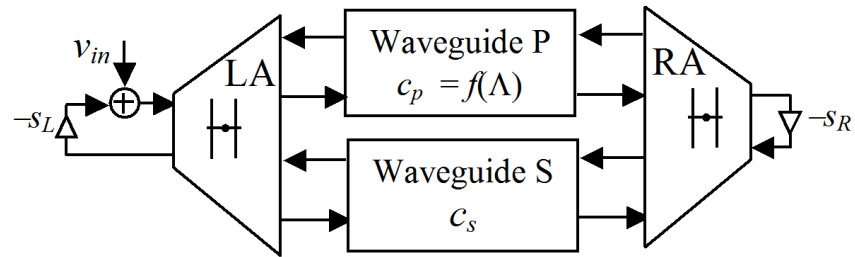 v_in
LA
Waveguide P
c_p = f(Λ)
RA
–s_L
+
–s_R
Waveguide S
c_s